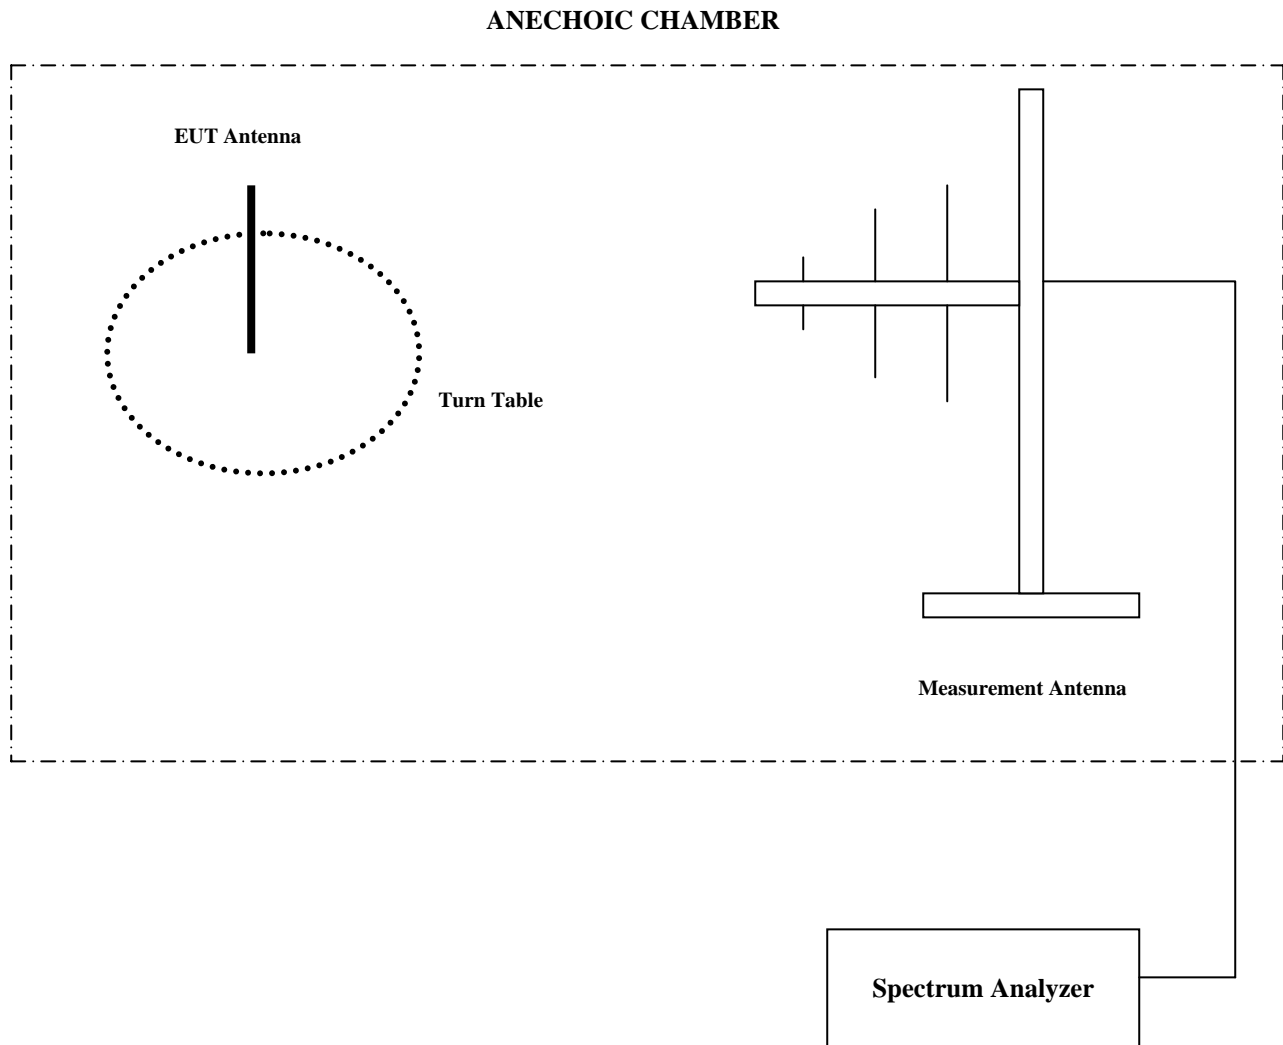 ANECHOIC CHAMBER
EUT Antenna
Turn Table
Measurement Antenna
Spectrum Analyzer